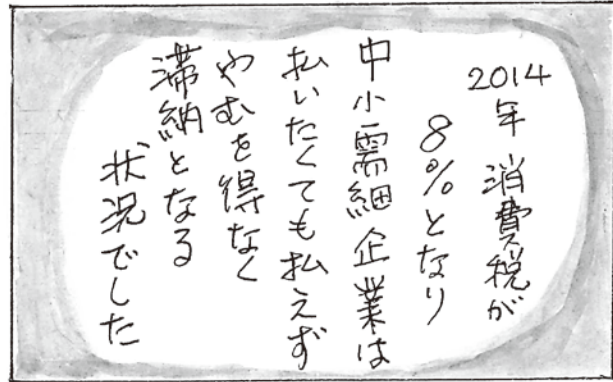 2014年 消費税が
8%となり
中小需細企業は
払いたくても払えず
やむを得なく
滞納となる
状況でした